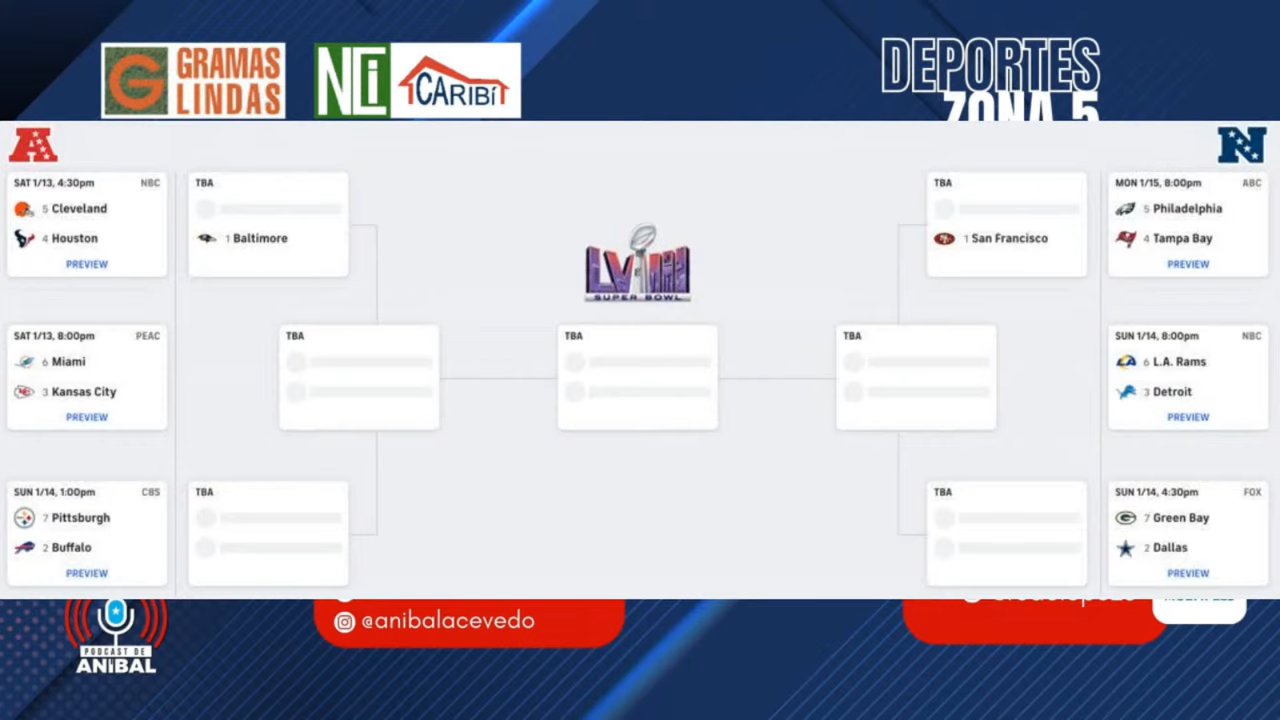 GRAMAS
LINDAS
NCi
CARIBÍ
DEPORTES
ZONA 5
A
N
SAT 1/13, 4:30pm NBC
5 Cleveland
4 Houston
PREVIEW
TBA
1 Baltimore
SAT 1/13, 8:00pm PEAC
6 Miami
3 Kansas City
PREVIEW
TBA
SUN 1/14, 1:00pm CBS
7 Pittsburgh
2 Buffalo
PREVIEW
TBA
LVIII
SUPER BOWL
TBA
TBA
1 San Francisco
TBA
TBA
MON 1/15, 8:00pm ABC
5 Philadelphia
4 Tampa Bay
PREVIEW
SUN 1/14, 8:00pm NBC
6 L.A. Rams
3 Detroit
PREVIEW
SUN 1/14, 4:30pm FOX
7 Green Bay
2 Dallas
PREVIEW
PODCAST DE
ANÍBAL
@anibalacevedo